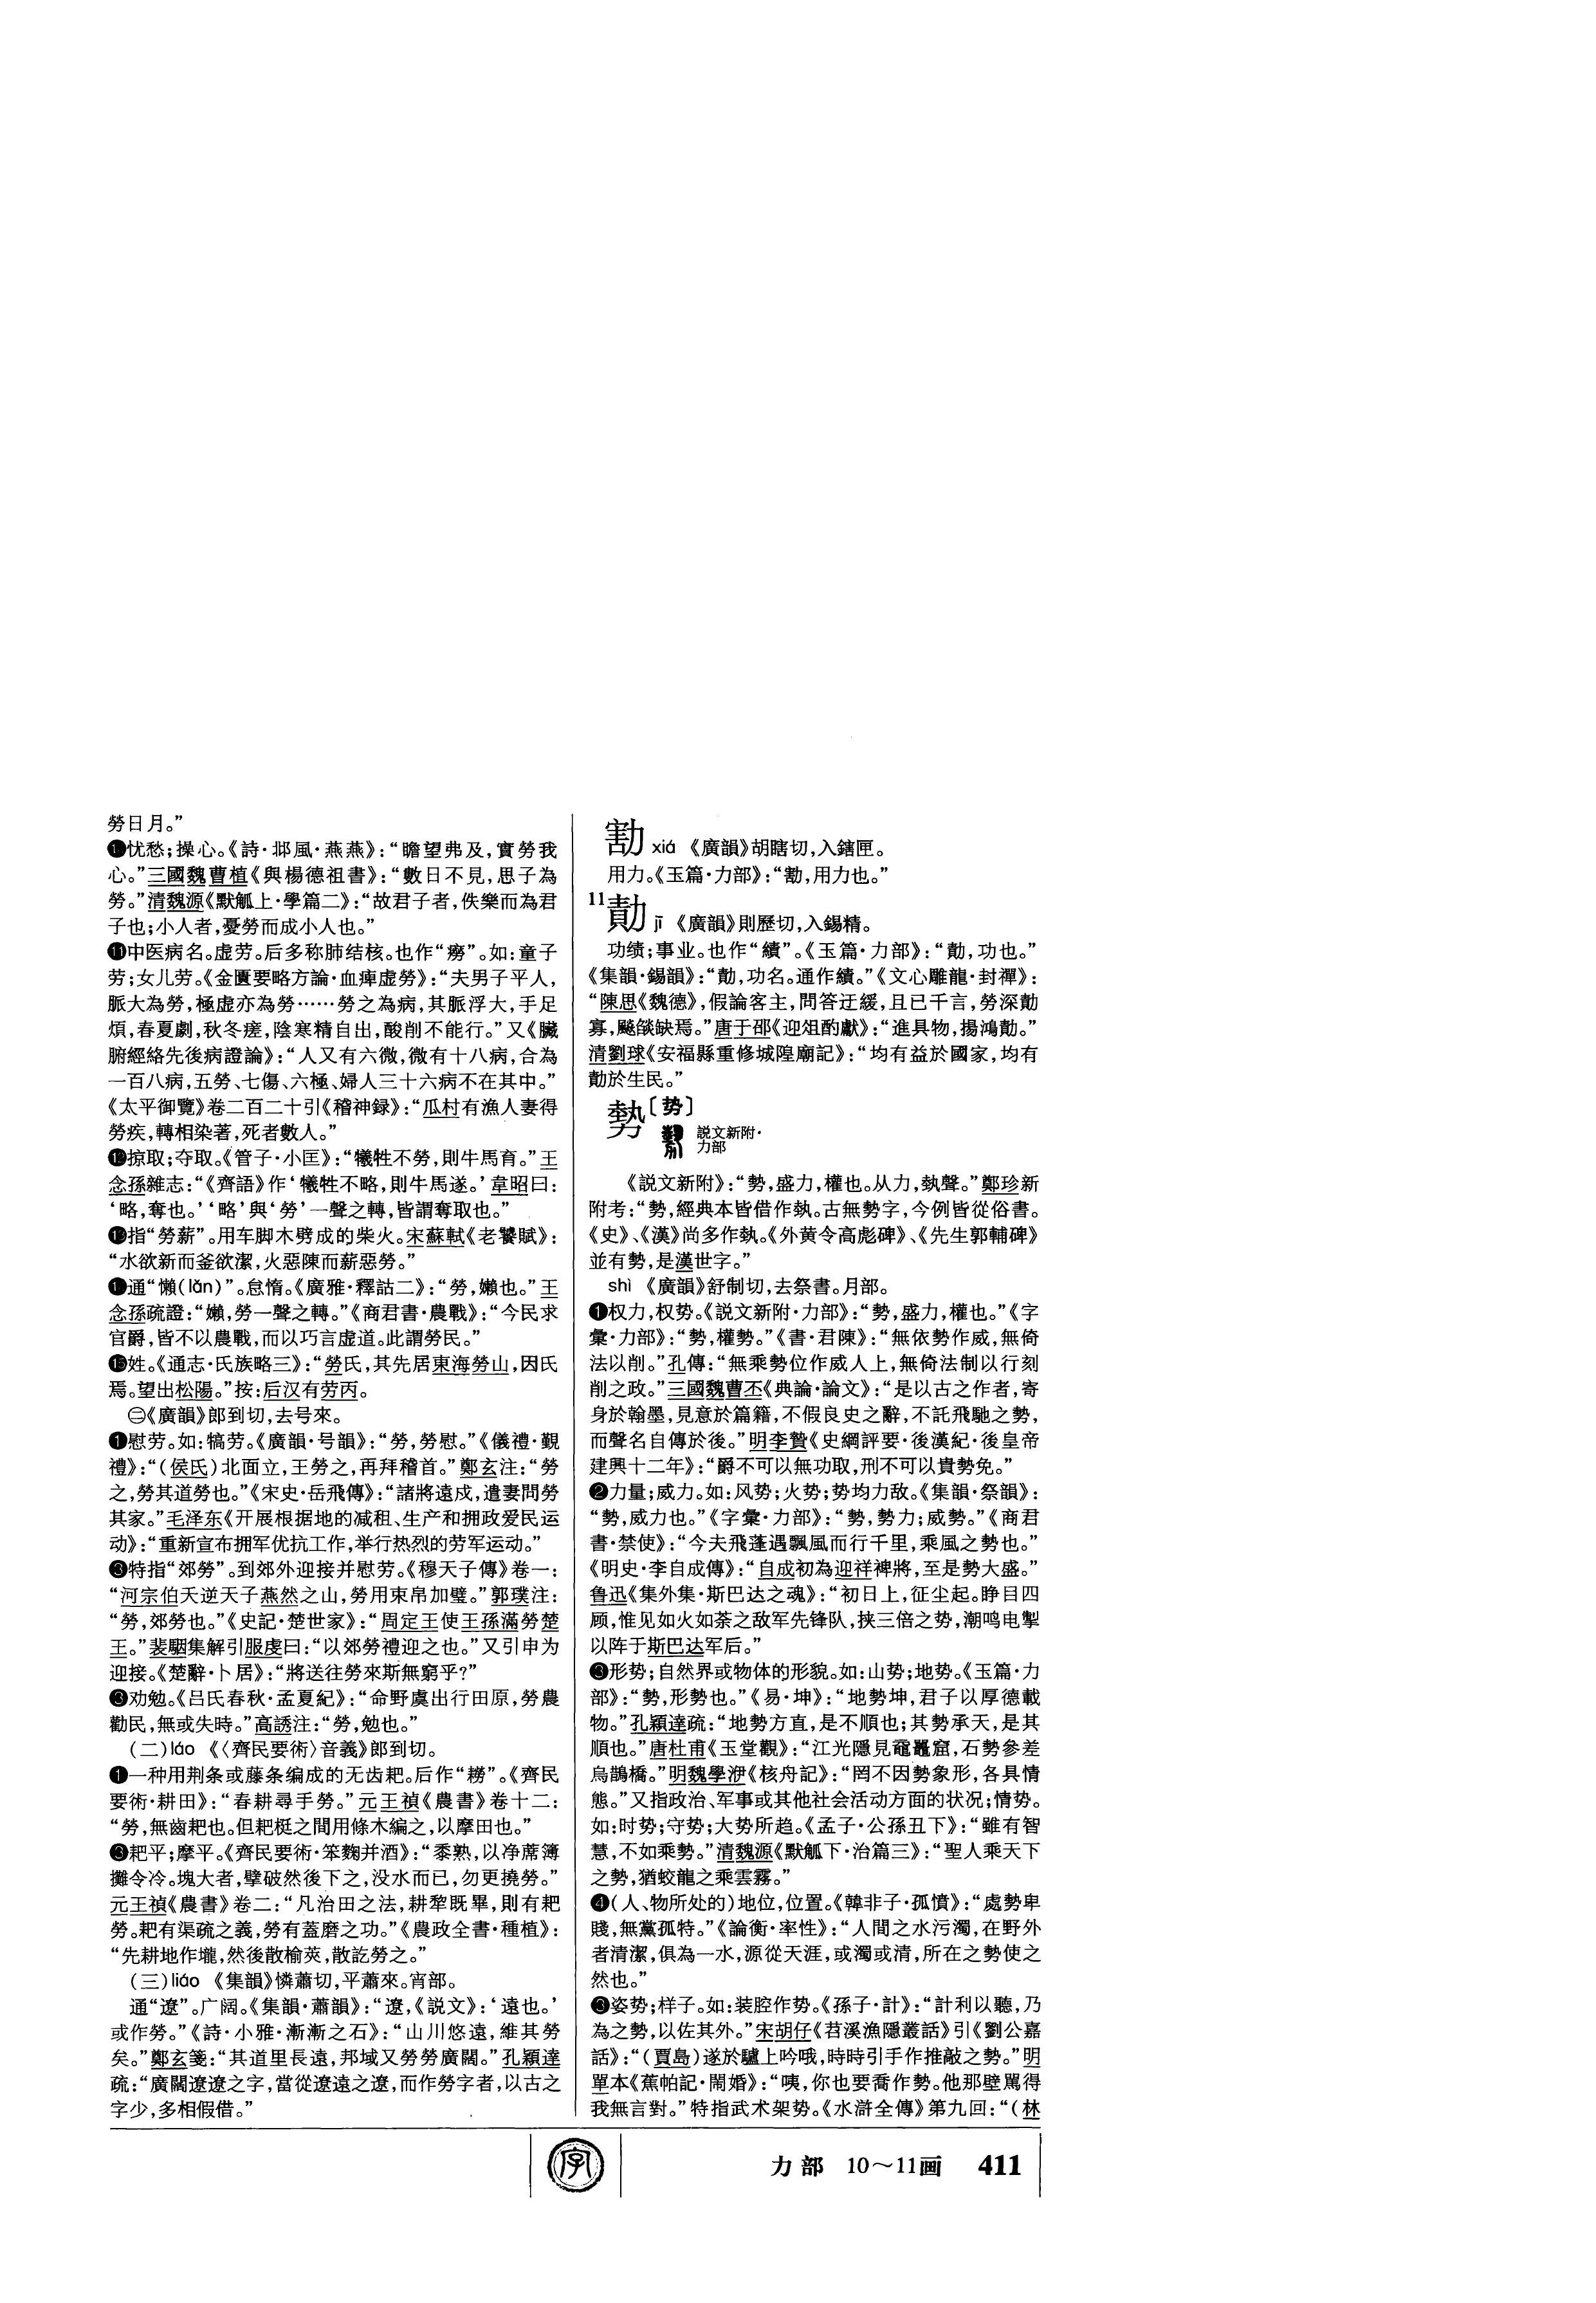 勞日月。”
❿忧愁；操心。《詩·邶風·燕燕》：“瞻望弗及，實勞我
心。”三國魏曹植《與楊德祖書》：“數日不見，思子為
勞。”清魏源《默觚上·學篇二》：“故君子者，佚樂而為君
子也；小人者，憂勞而成小人也。”
⓫中医病名。虚劳。后多称肺结核。也作“癆”。如：童子
劳；女儿劳。《金匱要略方論·血痺虚勞》：“夫男子平人，
脈大為勞，極虚亦為勞……勞之為病，其脈浮大，手足
煩，春夏劇，秋冬瘥，陰寒精自出，酸削不能行。”又《臟
腑經絡先後病證論》：“人又有六微，微有十八病，合為
一百八病，五勞、七傷、六極、婦人三十六病不在其中。”
《太平御覽》卷二百二十引《稽神録》：“瓜村有漁人妻得
勞疾，轉相染著，死者數人。”
⓬掠取；夺取。《管子·小匡》：“犧牲不勞，則牛馬育。”王
念孫雜志：“《齊語》作‘犧牲不略，則牛馬遂。’韋昭曰：
‘略，奪也。’‘略’與‘勞’一聲之轉，皆謂奪取也。”
⓭指“勞薪”。用车脚木劈成的柴火。宋蘇軾《老饕賦》：
“水欲新而釜欲潔，火惡陳而薪惡勞。”
⓮通“懒(lǎn)”。怠惰。《廣雅·釋詁二》：“勞，嬾也。”王
念孫疏證：“嬾，勞一聲之轉。”《商君書·農戰》：“今民求
官爵，皆不以農戰，而以巧言虚道。此謂勞民。”
⓯姓。《通志·氏族略三》：“勞氏，其先居東海勞山，因氏
焉。望出松陽。”按：后汉有劳丙。
㊁《廣韻》郎到切，去号來。
❶慰劳。如：犒劳。《廣韻·号韻》：“勞，勞慰。”《儀禮·覲
禮》：“(侯氏)北面立，王勞之，再拜稽首。”鄭玄注：“勞
之，勞其道勞也。”《宋史·岳飛傳》：“諸將遠戍，遣妻問勞
其家。”毛泽东《开展根据地的减租、生产和拥政爱民运
动》：“重新宣布拥军优抗工作，举行热烈的劳军运动。”
❷特指“郊勞”。到郊外迎接并慰劳。《穆天子傳》卷一：
“河宗伯夭逆天子燕然之山，勞用束帛加璧。”郭璞注：
“勞，郊勞也。”《史記·楚世家》：“周定王使王孫滿勞楚
王。”裴駰集解引服虔曰：“以郊勞禮迎之也。”又引申为
迎接。《楚辭·卜居》：“將送往勞來斯無窮乎？”
❸劝勉。《吕氏春秋·孟夏紀》：“命野虞出行田原，勞農
勸民，無或失時。”高誘注：“勞，勉也。”
(二)láo 《〈齊民要術〉音義》郎到切。
❶一种用荆条或藤条编成的无齿耙。后作“耮”。《齊民
要術·耕田》：“春耕尋手勞。”元王禎《農書》卷十二：
“勞，無齒耙也。但耙梃之間用條木編之，以摩田也。”
❷耙平；摩平。《齊民要術·笨麴并酒》：“黍熟，以净蓆簿
攤令冷。塊大者，擘破然後下之，没水而已，勿更撓勞。”
元王禎《農書》卷二：“凡治田之法，耕犂既畢，則有耙
勞。耙有渠疏之義，勞有蓋磨之功。”《農政全書·種植》：
“先耕地作壠，然後散榆莢，散訖勞之。”
(三)liáo 《集韻》憐蕭切，平蕭來。宵部。
通“遼”。广阔。《集韻·蕭韻》：“遼，《説文》：‘遠也。’
或作勞。”《詩·小雅·漸漸之石》：“山川悠遠，維其勞
矣。”鄭玄箋：“其道里長遠，邦域又勞勞廣闊。”孔穎達
疏：“廣闊遼遼之字，當從遼遠之遼，而作勞字者，以古之
字少，多相假借。”
勂 xiá 《廣韻》胡瞎切，入鎋匣。
用力。《玉篇·力部》：“，用力也。”
11 勣 jī 《廣韻》則歷切，入錫精。
功绩；事业。也作“績”。《玉篇·力部》：“勣，功也。”
《集韻·錫韻》：“勣，功名。通作績。”《文心雕龍·封禪》：
“陳思《魏德》，假論客主，問答迂緩，且已千言，勞深勣
寡，飈燄缺焉。”唐于邵《迎俎酌獻》：“進具物，揚鴻勣。”
清劉球《安福縣重修城隍廟記》：“均有益於國家，均有
勣於生民。”
勢〔势〕
説文新附·
力部
《説文新附》：“勢，盛力，權也。从力，埶聲。”鄭珍新
附考：“勢，經典本皆借作執。古無勢字，今例皆從俗書。
《史》、《漢》尚多作執。《外黄令高彪碑》、《先生郭輔碑》
並有勢，是漢世字。”
shì 《廣韻》舒制切，去祭書。月部。
❶权力，权势。《説文新附·力部》：“勢，盛力，權也。”《字
彙·力部》：“勢，權勢。”《書·君陳》：“無依勢作威，無倚
法以削。”孔傳：“無乘勢位作威人上，無倚法制以行刻
削之政。”三國魏曹丕《典論·論文》：“是以古之作者，寄
身於翰墨，見意於篇籍，不假良史之辭，不託飛馳之勢，
而聲名自傳於後。”明李贄《史綱評要·後漢紀·後皇帝
建興十二年》：“爵不可以無功取，刑不可以貴勢免。”
❷力量；威力。如：风势；火势；势均力敌。《集韻·祭韻》：
“勢，威力也。”《字彙·力部》：“勢，勢力；威勢。”《商君
書·禁使》：“今夫飛蓬遇飄風而行千里，乘風之勢也。”
《明史·李自成傳》：“自成初為迎祥裨將，至是勢大盛。”
鲁迅《集外集·斯巴达之魂》：“初日上，征尘起。睁目四
顾，惟见如火如荼之敌军先锋队，挟三倍之势，潮鸣电掣
以阵于斯巴达军后。”
❸形势；自然界或物体的形貌。如：山势；地势。《玉篇·力
部》：“勢，形勢也。”《易·坤》：“地勢坤，君子以厚德載
物。”孔穎達疏：“地勢方直，是不順也；其勢承天，是其
順也。”唐杜甫《玉堂觀》：“江光隱見黿鼉窟，石勢參差
烏鵲橋。”明魏學洢《核舟記》：“罔不因勢象形，各具情
態。”又指政治、军事或其他社会活动方面的状况；情势。
如：时势；守势；大势所趋。《孟子·公孫丑下》：“雖有智
慧，不如乘勢。”清魏源《默觚下·治篇三》：“聖人乘天下
之勢，猶蛟龍之乘雲霧。”
❹(人、物所处的)地位，位置。《韓非子·孤憤》：“處勢卑
賤，無黨孤特。”《論衡·率性》：“人間之水污濁，在野外
者清潔，俱為一水，源從天涯，或濁或清，所在之勢使之
然也。”
❺姿势；样子。如：装腔作势。《孫子·計》：“計利以聽，乃
為之勢，以佐其外。”宋胡仔《苕溪漁隱叢話》引《劉公嘉
話》：“(賈島)遂於驢上吟哦，時時引手作推敲之勢。”明
單本《蕉帕記·鬧婚》：“咦，你也要喬作勢。他那壁罵得
我無言對。”特指武术架势。《水滸全傳》第九回：“(林
字
力部 10～11画 411